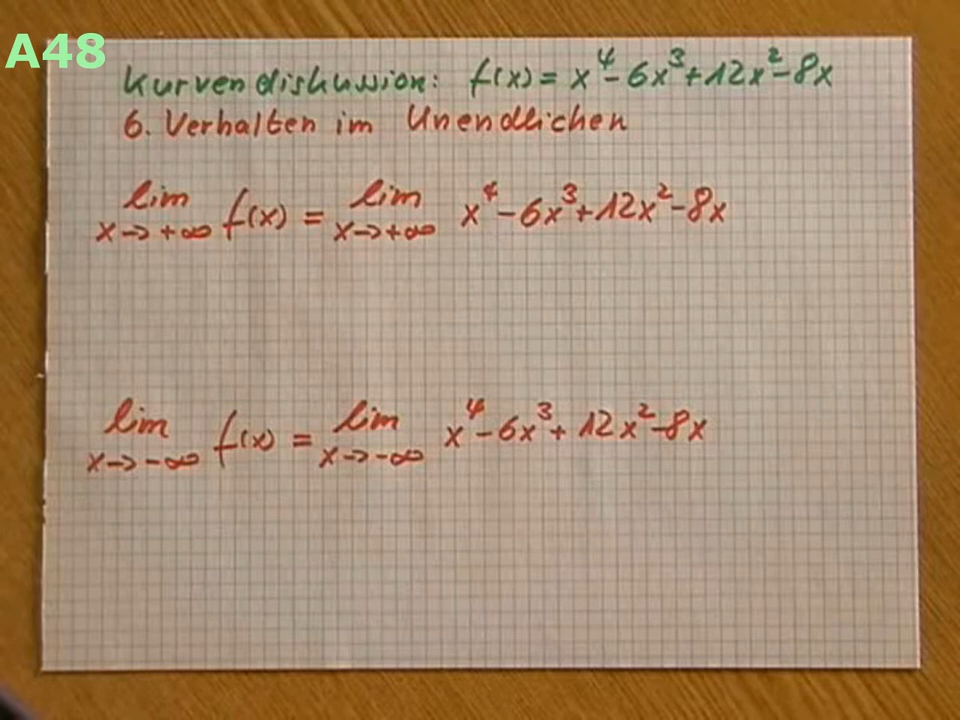 A48
Kurvendiskussion: f(x) = x⁴ - 6x³ + 12x² - 8x
6. Verhalten im Unendlichen
lim x→+∞ f(x) = lim x→+∞ x⁴ - 6x³ + 12x² - 8x
lim x→-∞ f(x) = lim x→-∞ x⁴ - 6x³ + 12x² - 8x